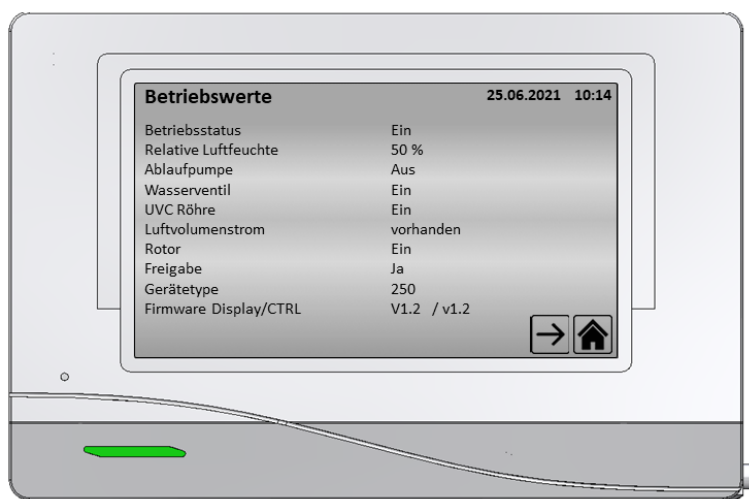 Betriebswerte 25.06.2021 10:14
Betriebsstatus Ein
Relative Luftfeuchte 50 %
Ablaufpumpe Aus
Wasserventil Ein
UVC Röhre Ein
Luftvolumenstrom vorhanden
Rotor Ein
Freigabe Ja
Gerätetype 250
Firmware Display/CTRL V1.2 / v1.2